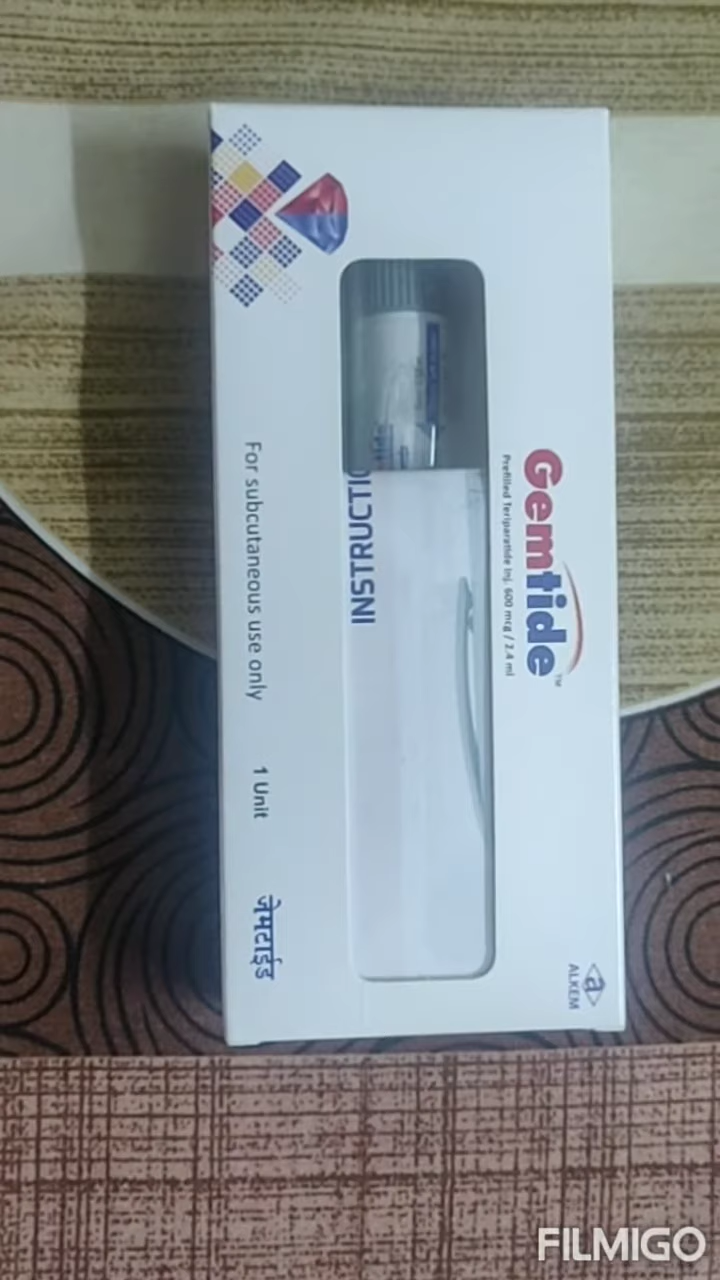 Gemtide™
Prefilled Teriparatide Inj. 600 mcg / 2.4 ml
INSTRUCTIO
For subcutaneous use only
1 Unit
जेमटाईड
a
ALKEM
FILMIGO